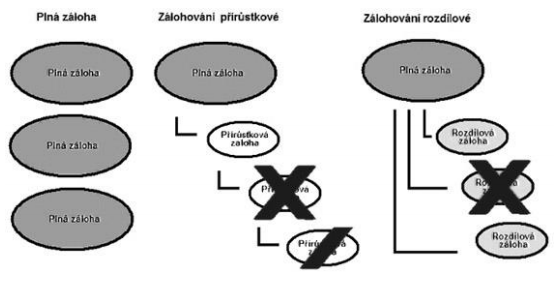 Plná záloha
Plná záloha
Plná záloha
Plná záloha
Zálohování přírůstkové
Plná záloha
Přírůstková
záloha
Zálohování rozdílové
Plná záloha
Rozdílová
záloha
Rozdílová
záloha